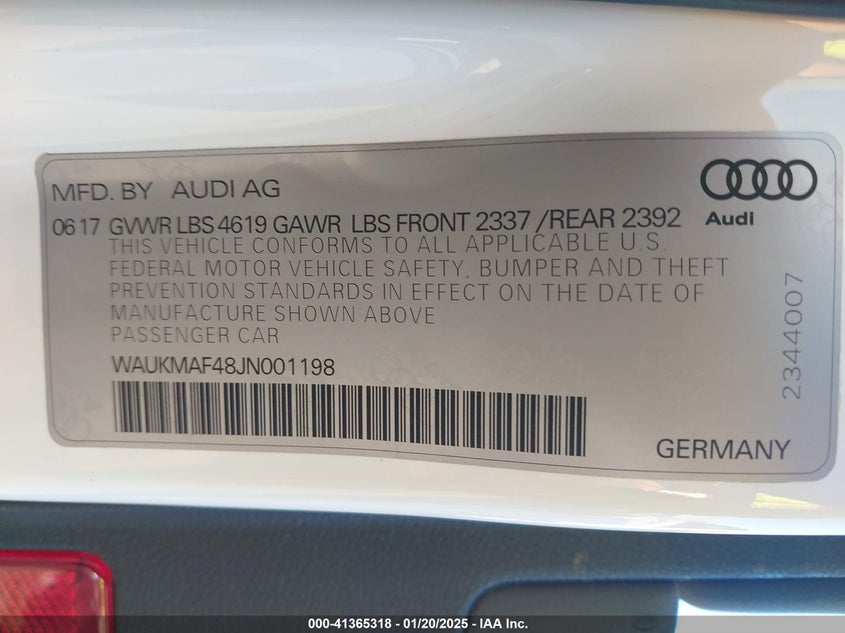 MFD. BY AUDI AG
Audi
06 17 GVWR LBS 4619 GAWR LBS FRONT 2337 /REAR 2392
THIS VEHICLE CONFORMS TO ALL APPLICABLE U.S.
FEDERAL MOTOR VEHICLE SAFETY, BUMPER AND THEFT
PREVENTION STANDARDS IN EFFECT ON THE DATE OF
MANUFACTURE SHOWN ABOVE
PASSENGER CAR
WAUKMAF48JN001198
2344007
GERMANY
000-41365318 - 01/20/2025 - IAA Inc.